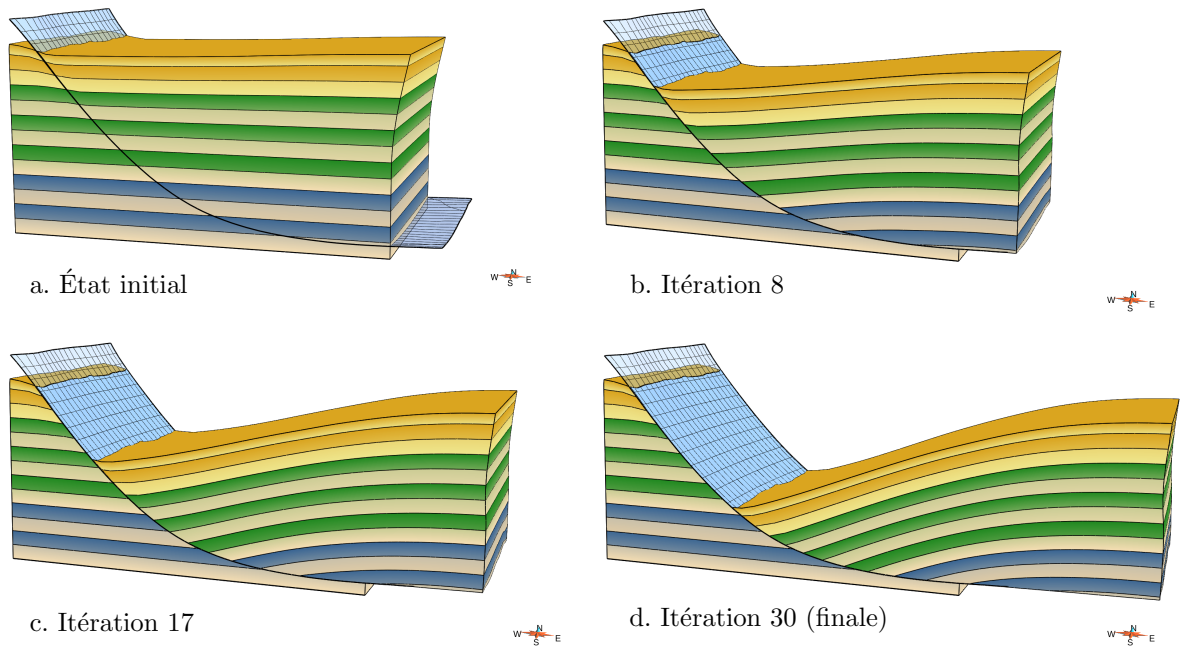 a. État initial
N
W E
S
b. Itération 8
N
W E
S
c. Itération 17
N
W E
S
d. Itération 30 (finale)
N
W E
S